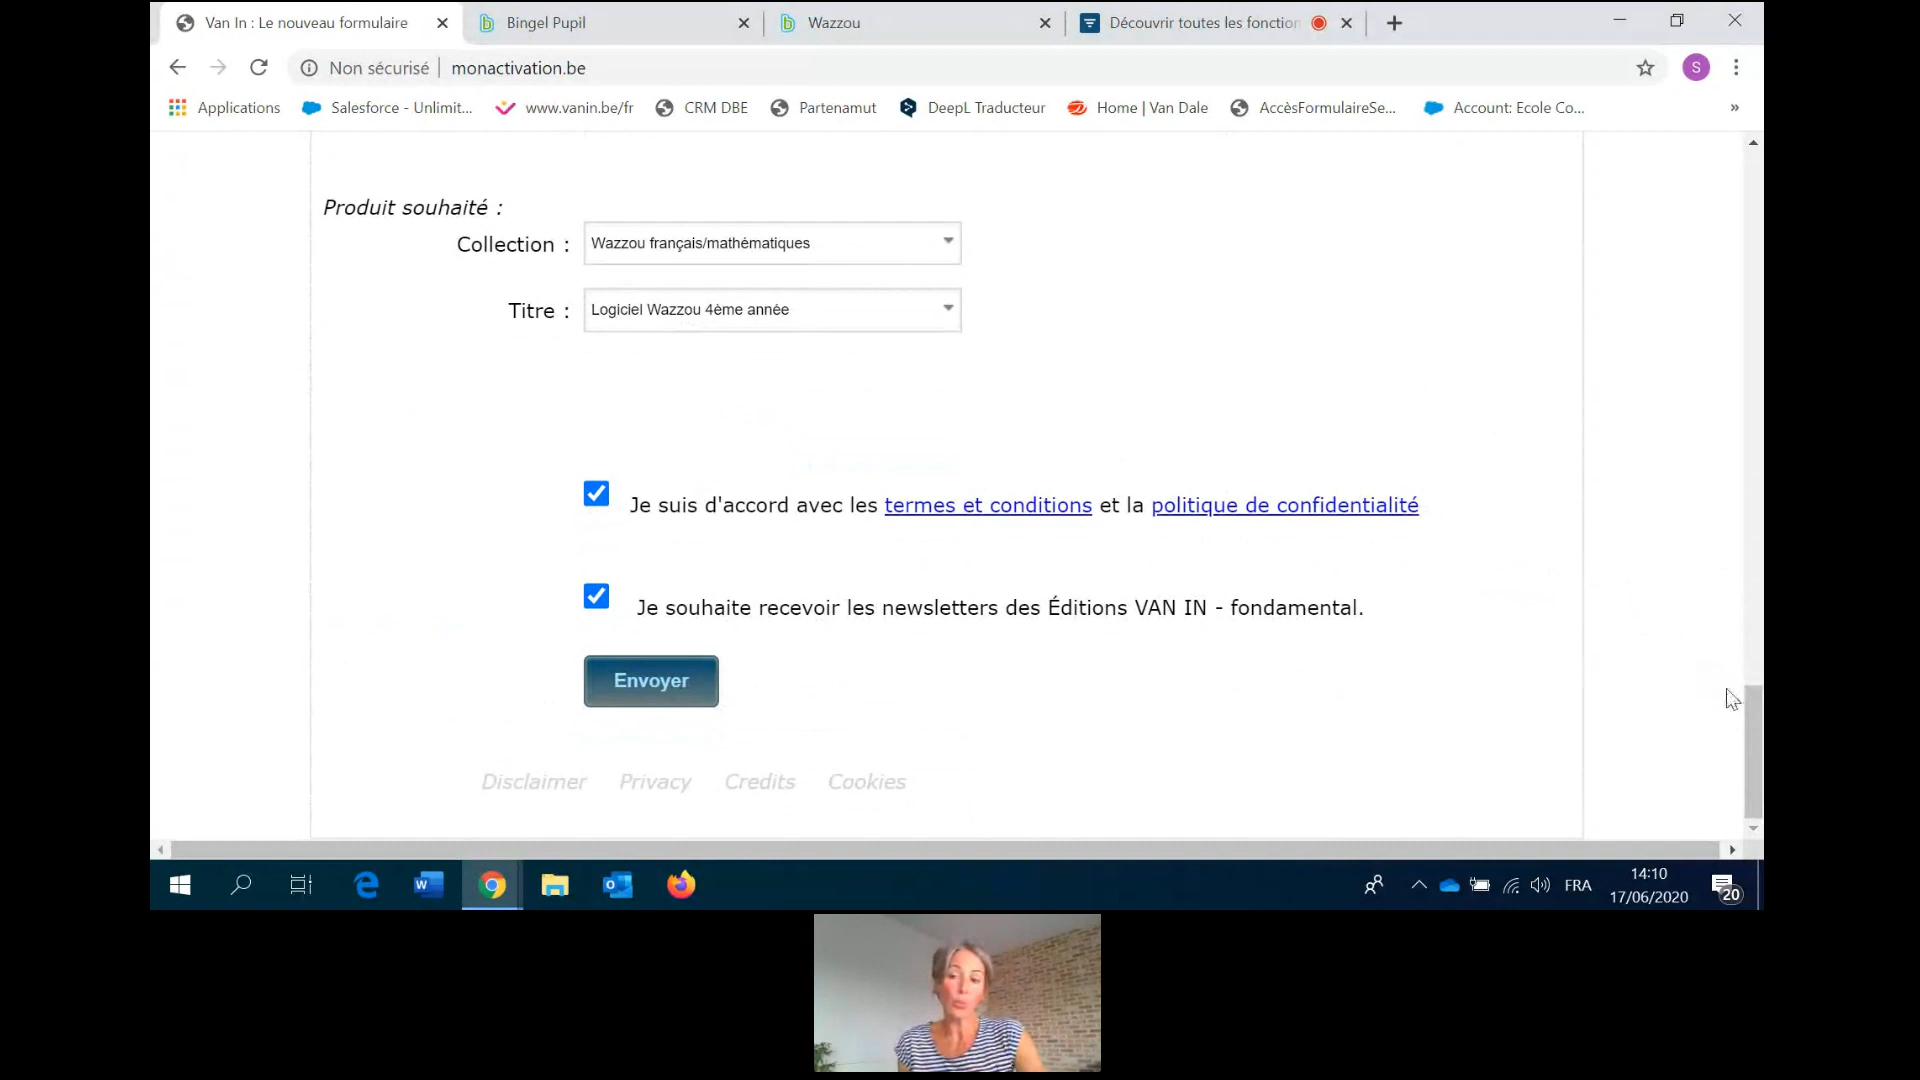 Van In : Le nouveau formulaire
Bingel Pupil
Wazzou
Découvrir toutes les fonction
Non sécurisé
monactivation.be
S
Applications
Salesforce - Unlimit...
www.vanin.be/fr
CRM DBE
Partenamut
DeepL Traducteur
Home | Van Dale
AccèsFormulaireSe...
Account: Ecole Co...
»
Produit souhaité :
Collection :
Wazzou français/mathématiques
Titre :
Logiciel Wazzou 4ème année
Je suis d'accord avec les termes et conditions et la politique de confidentialité
Je souhaite recevoir les newsletters des Éditions VAN IN - fondamental.
Envoyer
Disclaimer Privacy Credits Cookies
FRA
14:10
17/06/2020
20